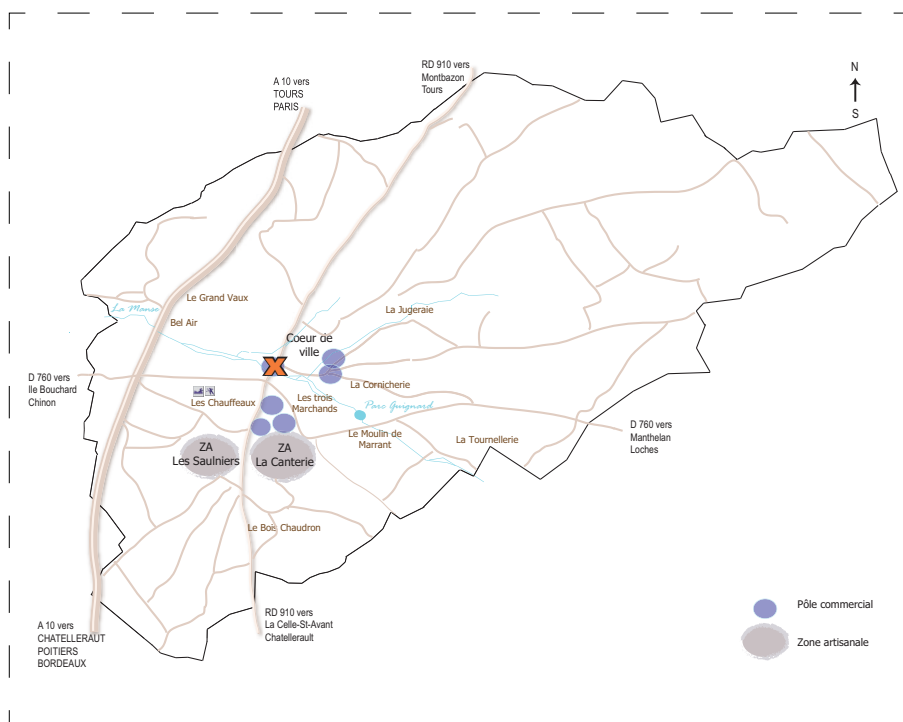 RD 910 vers
Montbazon
Tours
A 10 vers
TOURS
PARIS
N
S
Le Grand Vaux
La Manse
Bel Air
La Jugeraie
Coeur de
ville
D 760 vers
Ile Bouchard
Chinon
La Cornicherie
Les Chauffeaux
Les trois
Marchands
Parc Guignard
Le Moulin de
Marrant
La Tournellerie
D 760 vers
Manthelan
Loches
ZA
Les Saulniers
ZA
La Canterie
Le Bois Chaudron
RD 910 vers
La Celle-St-Avant
Chatellerault
A 10 vers
CHATELLERAUT
POITIERS
BORDEAUX
Pôle commercial
Zone artisanale